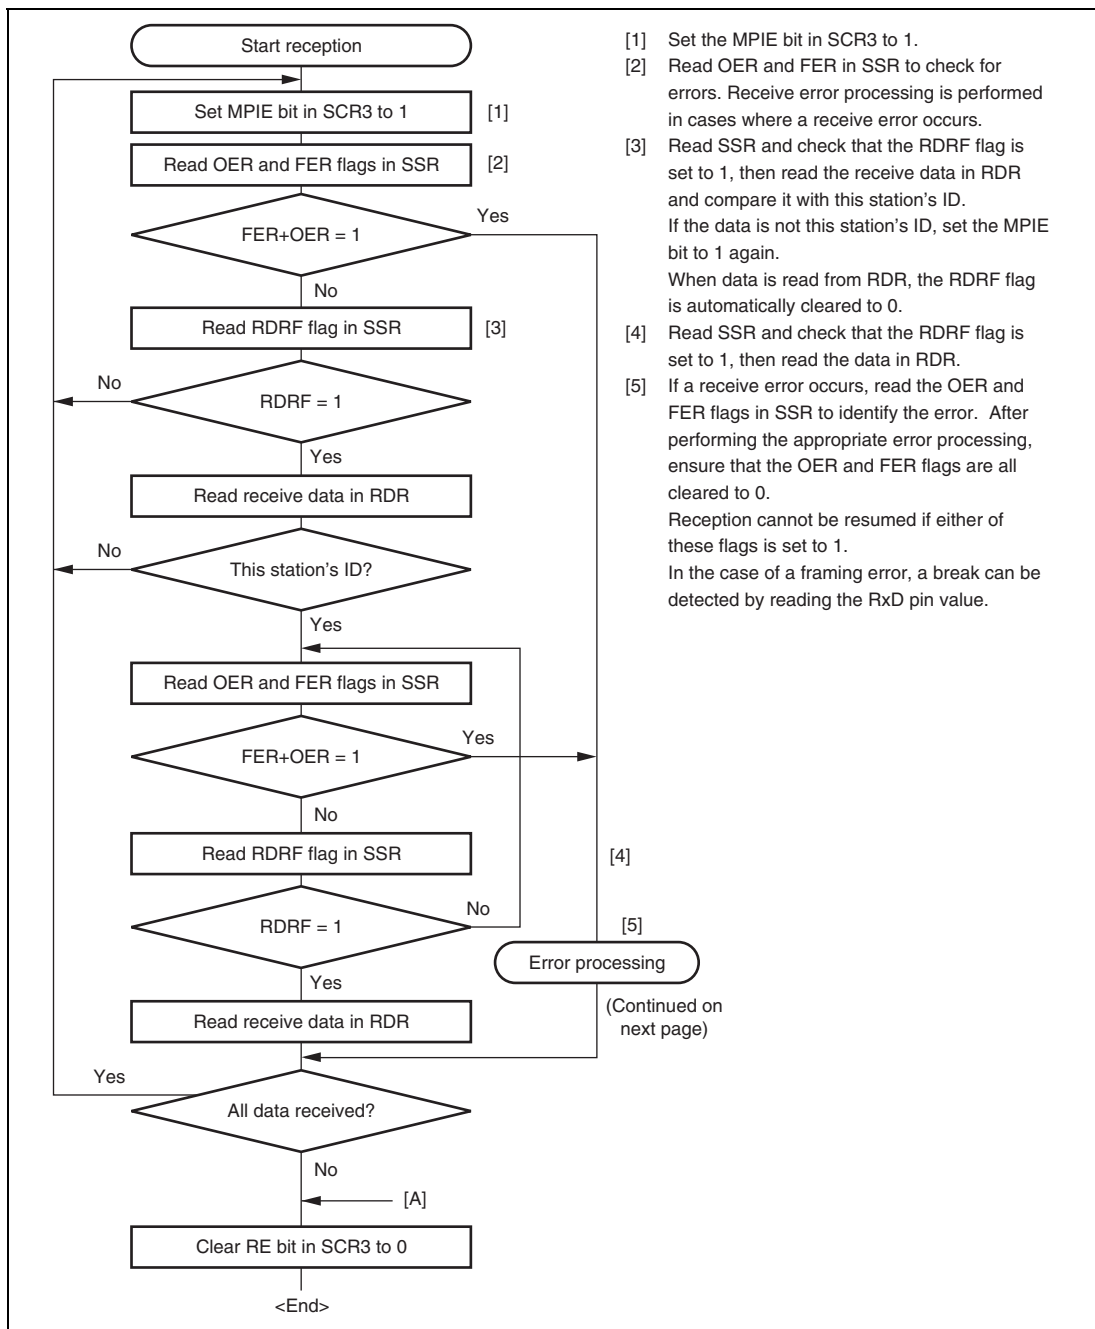 Start reception
Set MPIE bit in SCR3 to 1
[1]
Read OER and FER flags in SSR
[2]
FER+OER = 1
Yes
No
Read RDRF flag in SSR
[3]
No
RDRF = 1
Yes
Read receive data in RDR
No
This station's ID?
Yes
Read OER and FER flags in SSR
FER+OER = 1
Yes
No
Read RDRF flag in SSR
[4]
RDRF = 1
No
[5]
Error processing
(Continued on
next page)
Yes
Read receive data in RDR
Yes
All data received?
No
[A]
Clear RE bit in SCR3 to 0
<End>
[1] Set the MPIE bit in SCR3 to 1.
[2] Read OER and FER in SSR to check for
errors. Receive error processing is performed
in cases where a receive error occurs.
[3] Read SSR and check that the RDRF flag is
set to 1, then read the receive data in RDR
and compare it with this station's ID.
If the data is not this station's ID, set the MPIE
bit to 1 again.
When data is read from RDR, the RDRF flag
is automatically cleared to 0.
[4] Read SSR and check that the RDRF flag is
set to 1, then read the data in RDR.
[5] If a receive error occurs, read the OER and
FER flags in SSR to identify the error. After
performing the appropriate error processing,
ensure that the OER and FER flags are all
cleared to 0.
Reception cannot be resumed if either of
these flags is set to 1.
In the case of a framing error, a break can be
detected by reading the RxD pin value.